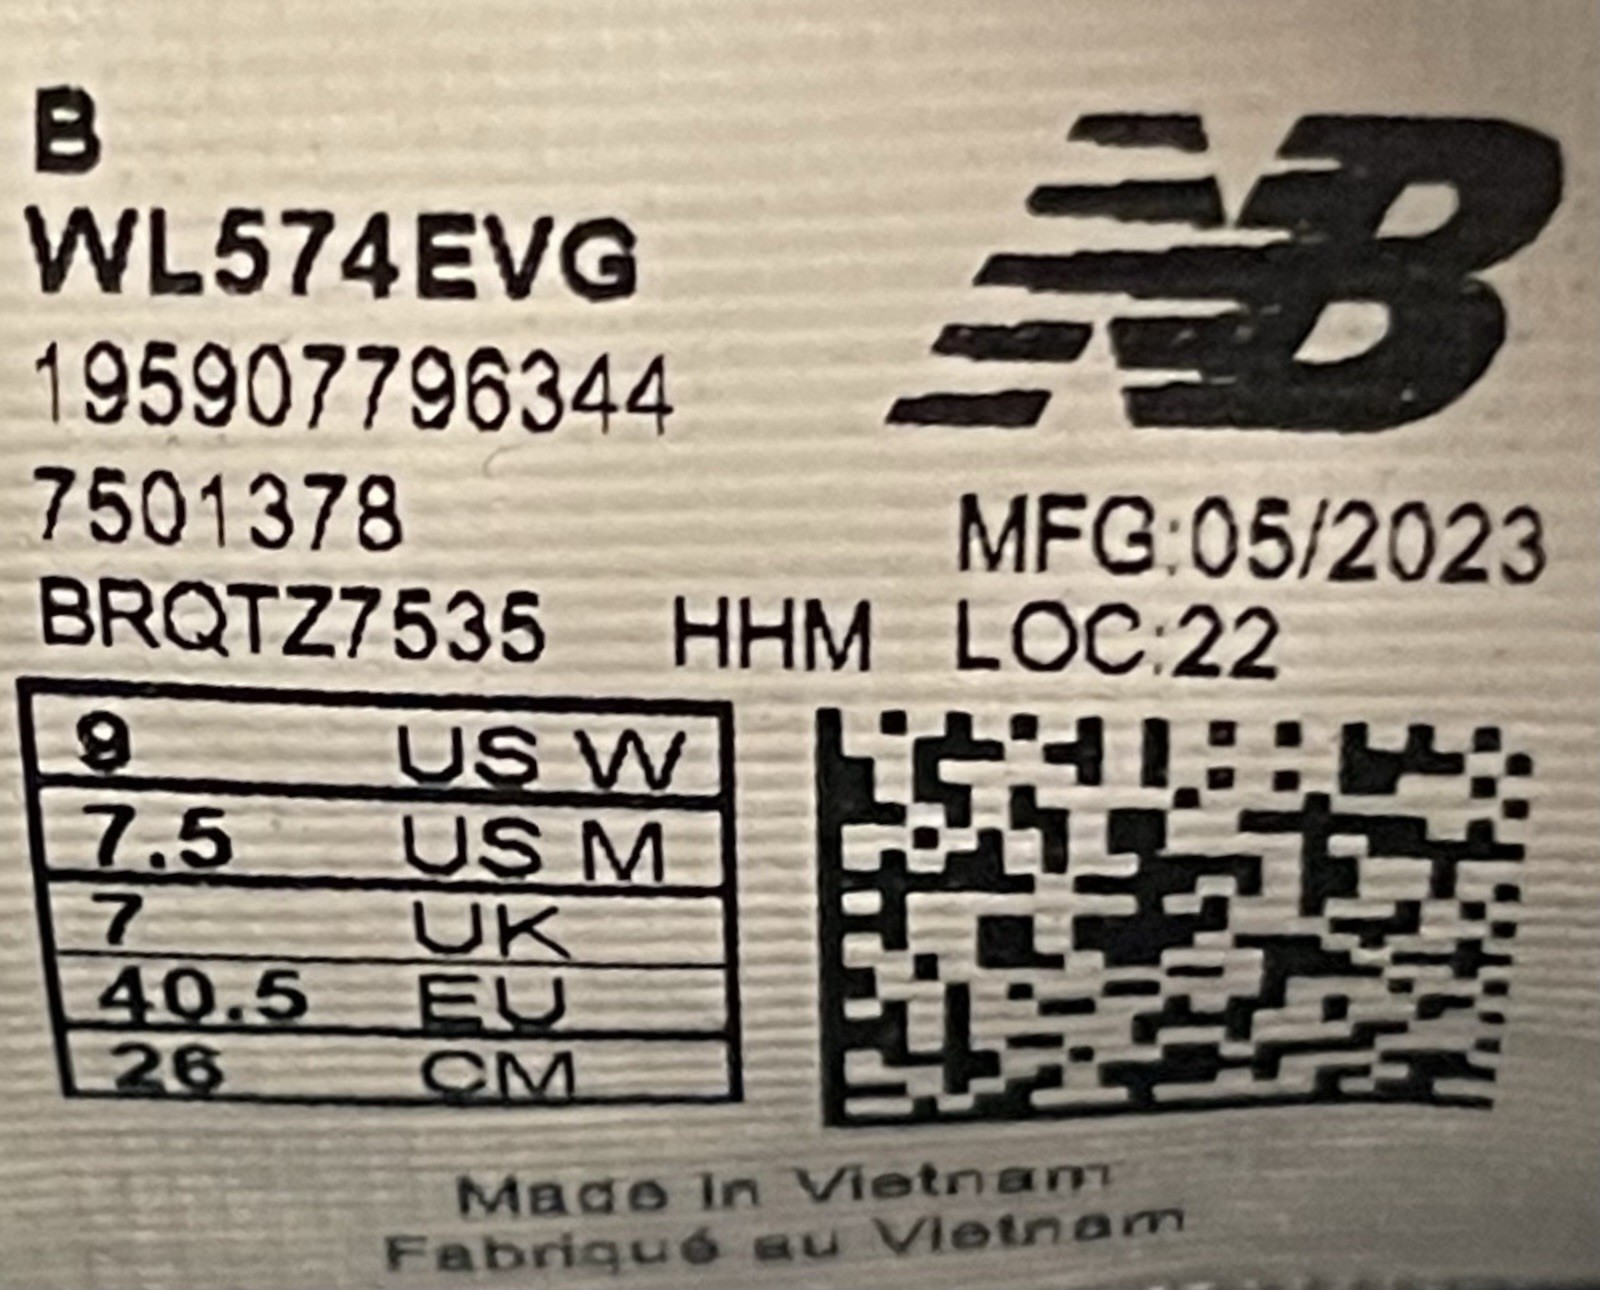 B
WL574EVG
195907796344
7501378
MFG:05/2023
BRQTZ7535 HHM LOC:22
9 US W
7.5 US M
7 UK
40.5 EU
26 CM
Made in Vietnam
Fabriqué au Vietnam